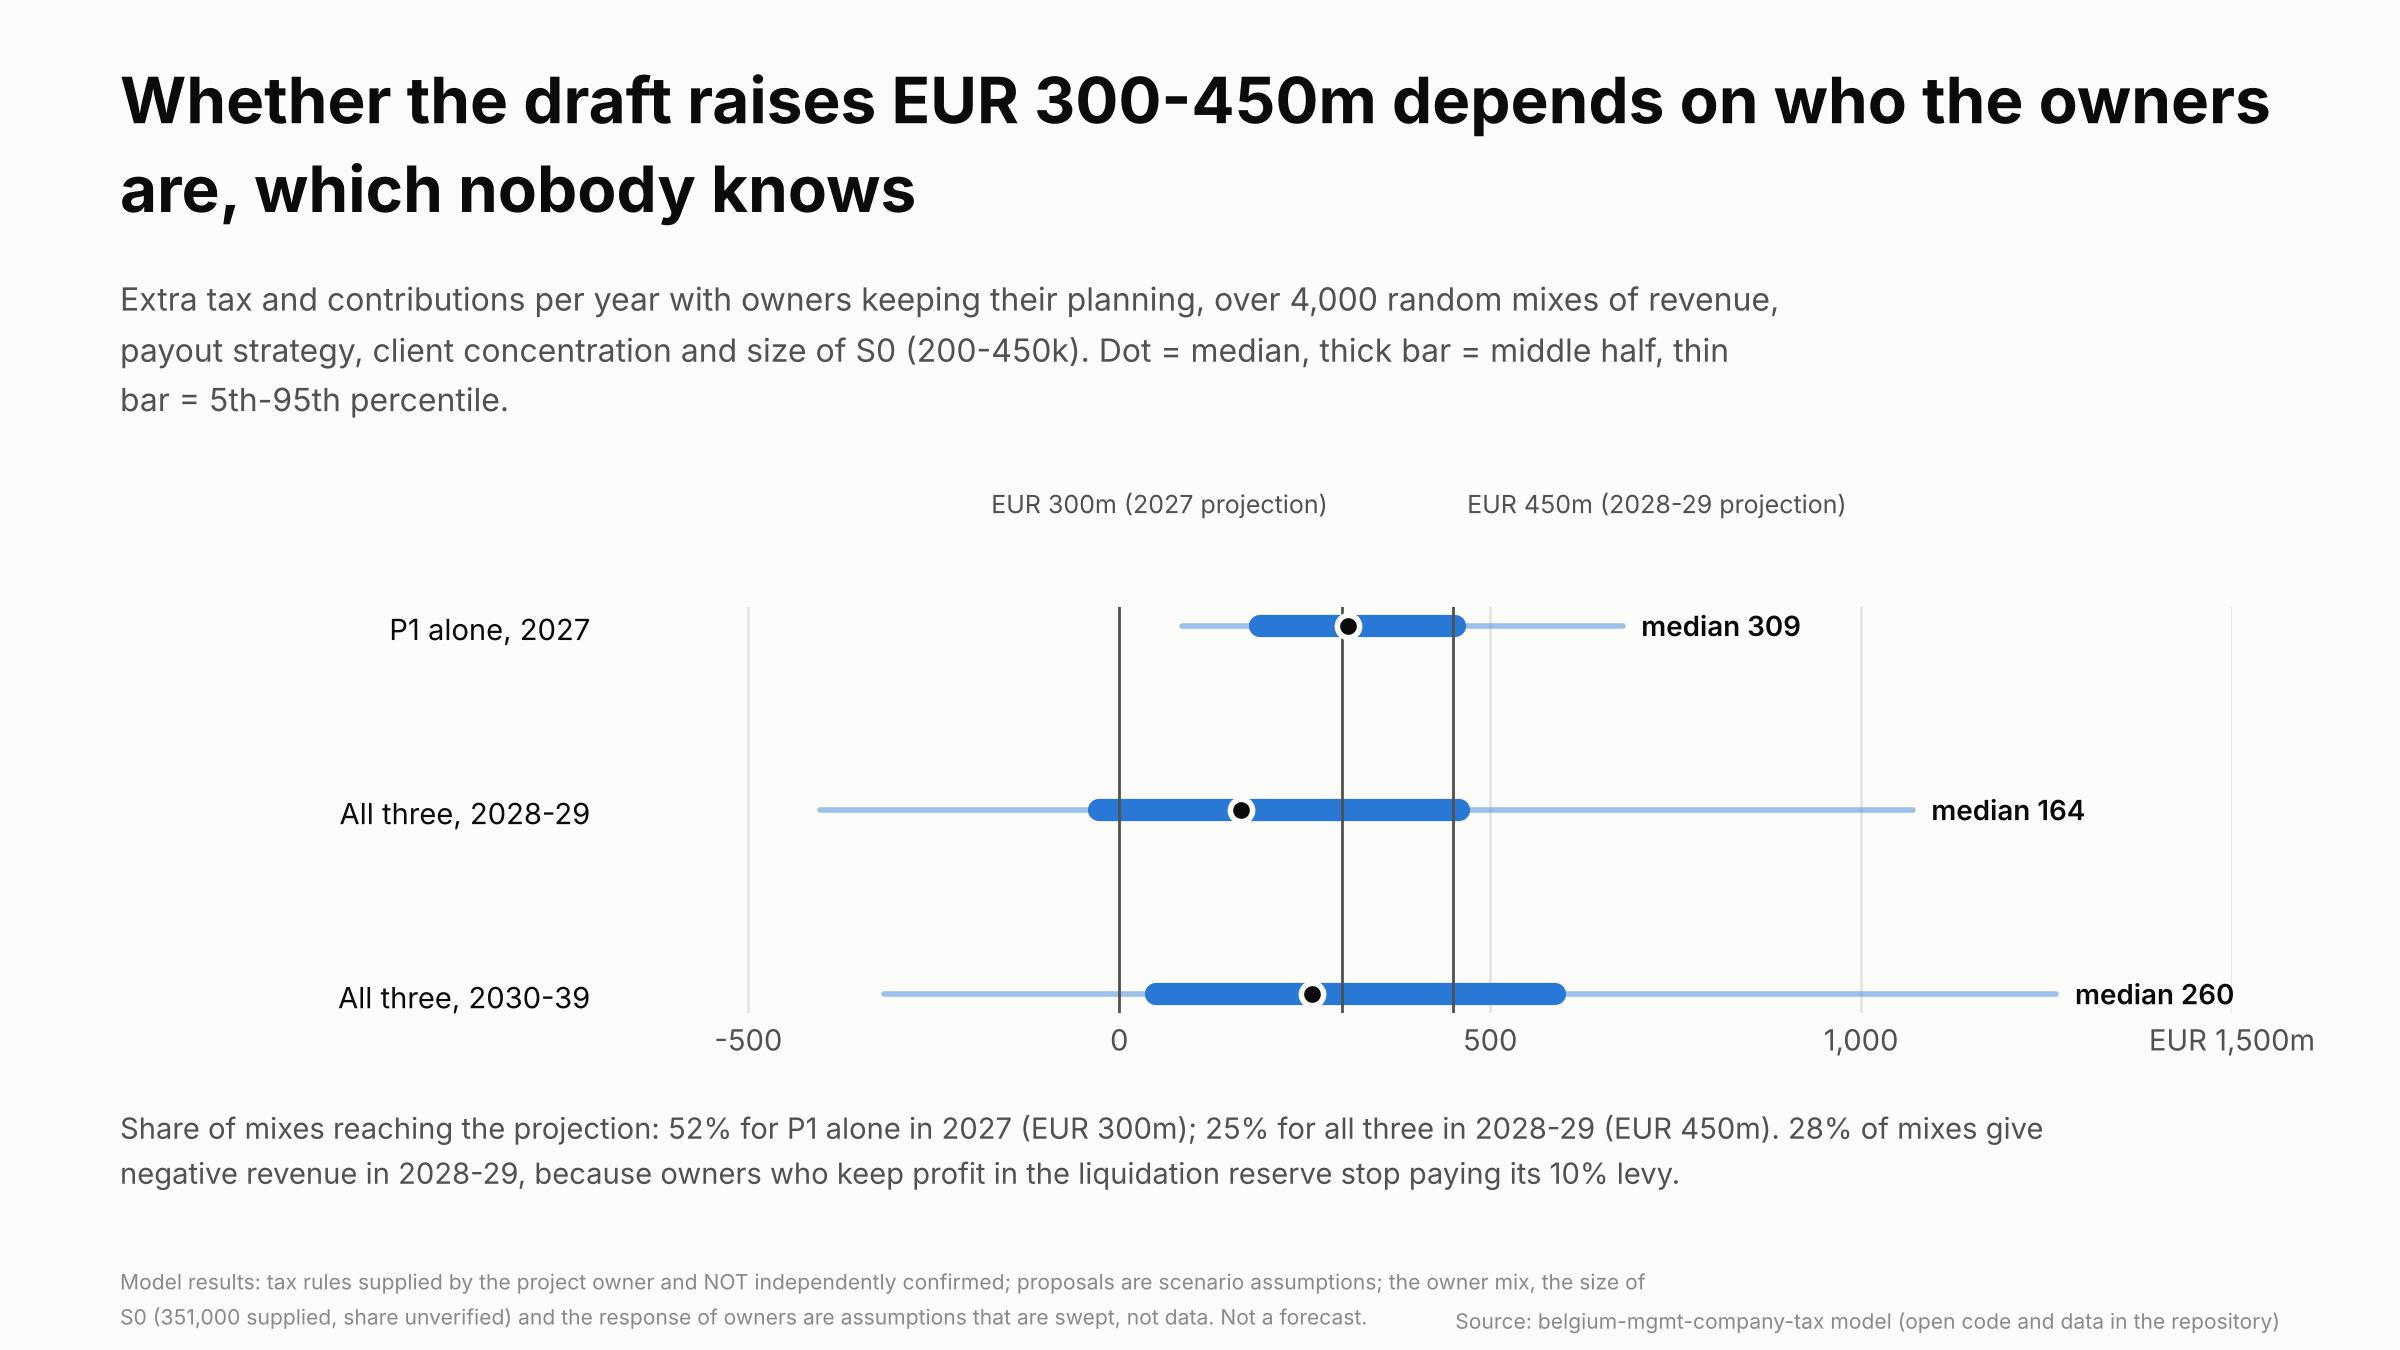 Whether the draft raises EUR 300-450m depends on who the owners
are, which nobody knows
Extra tax and contributions per year with owners keeping their planning, over 4,000 random mixes of revenue,
payout strategy, client concentration and size of S0 (200-450k). Dot = median, thick bar = middle half, thin
bar = 5th-95th percentile.
EUR 300m (2027 projection)
EUR 450m (2028-29 projection)
P1 alone, 2027
median 309
All three, 2028-29
median 164
All three, 2030-39
median 260
-500
0
500
1,000
EUR 1,500m
Share of mixes reaching the projection: 52% for P1 alone in 2027 (EUR 300m); 25% for all three in 2028-29 (EUR 450m). 28% of mixes give
negative revenue in 2028-29, because owners who keep profit in the liquidation reserve stop paying its 10% levy.
Model results: tax rules supplied by the project owner and NOT independently confirmed; proposals are scenario assumptions; the owner mix, the size of
S0 (351,000 supplied, share unverified) and the response of owners are assumptions that are swept, not data. Not a forecast.
Source: belgium-mgmt-company-tax model (open code and data in the repository)